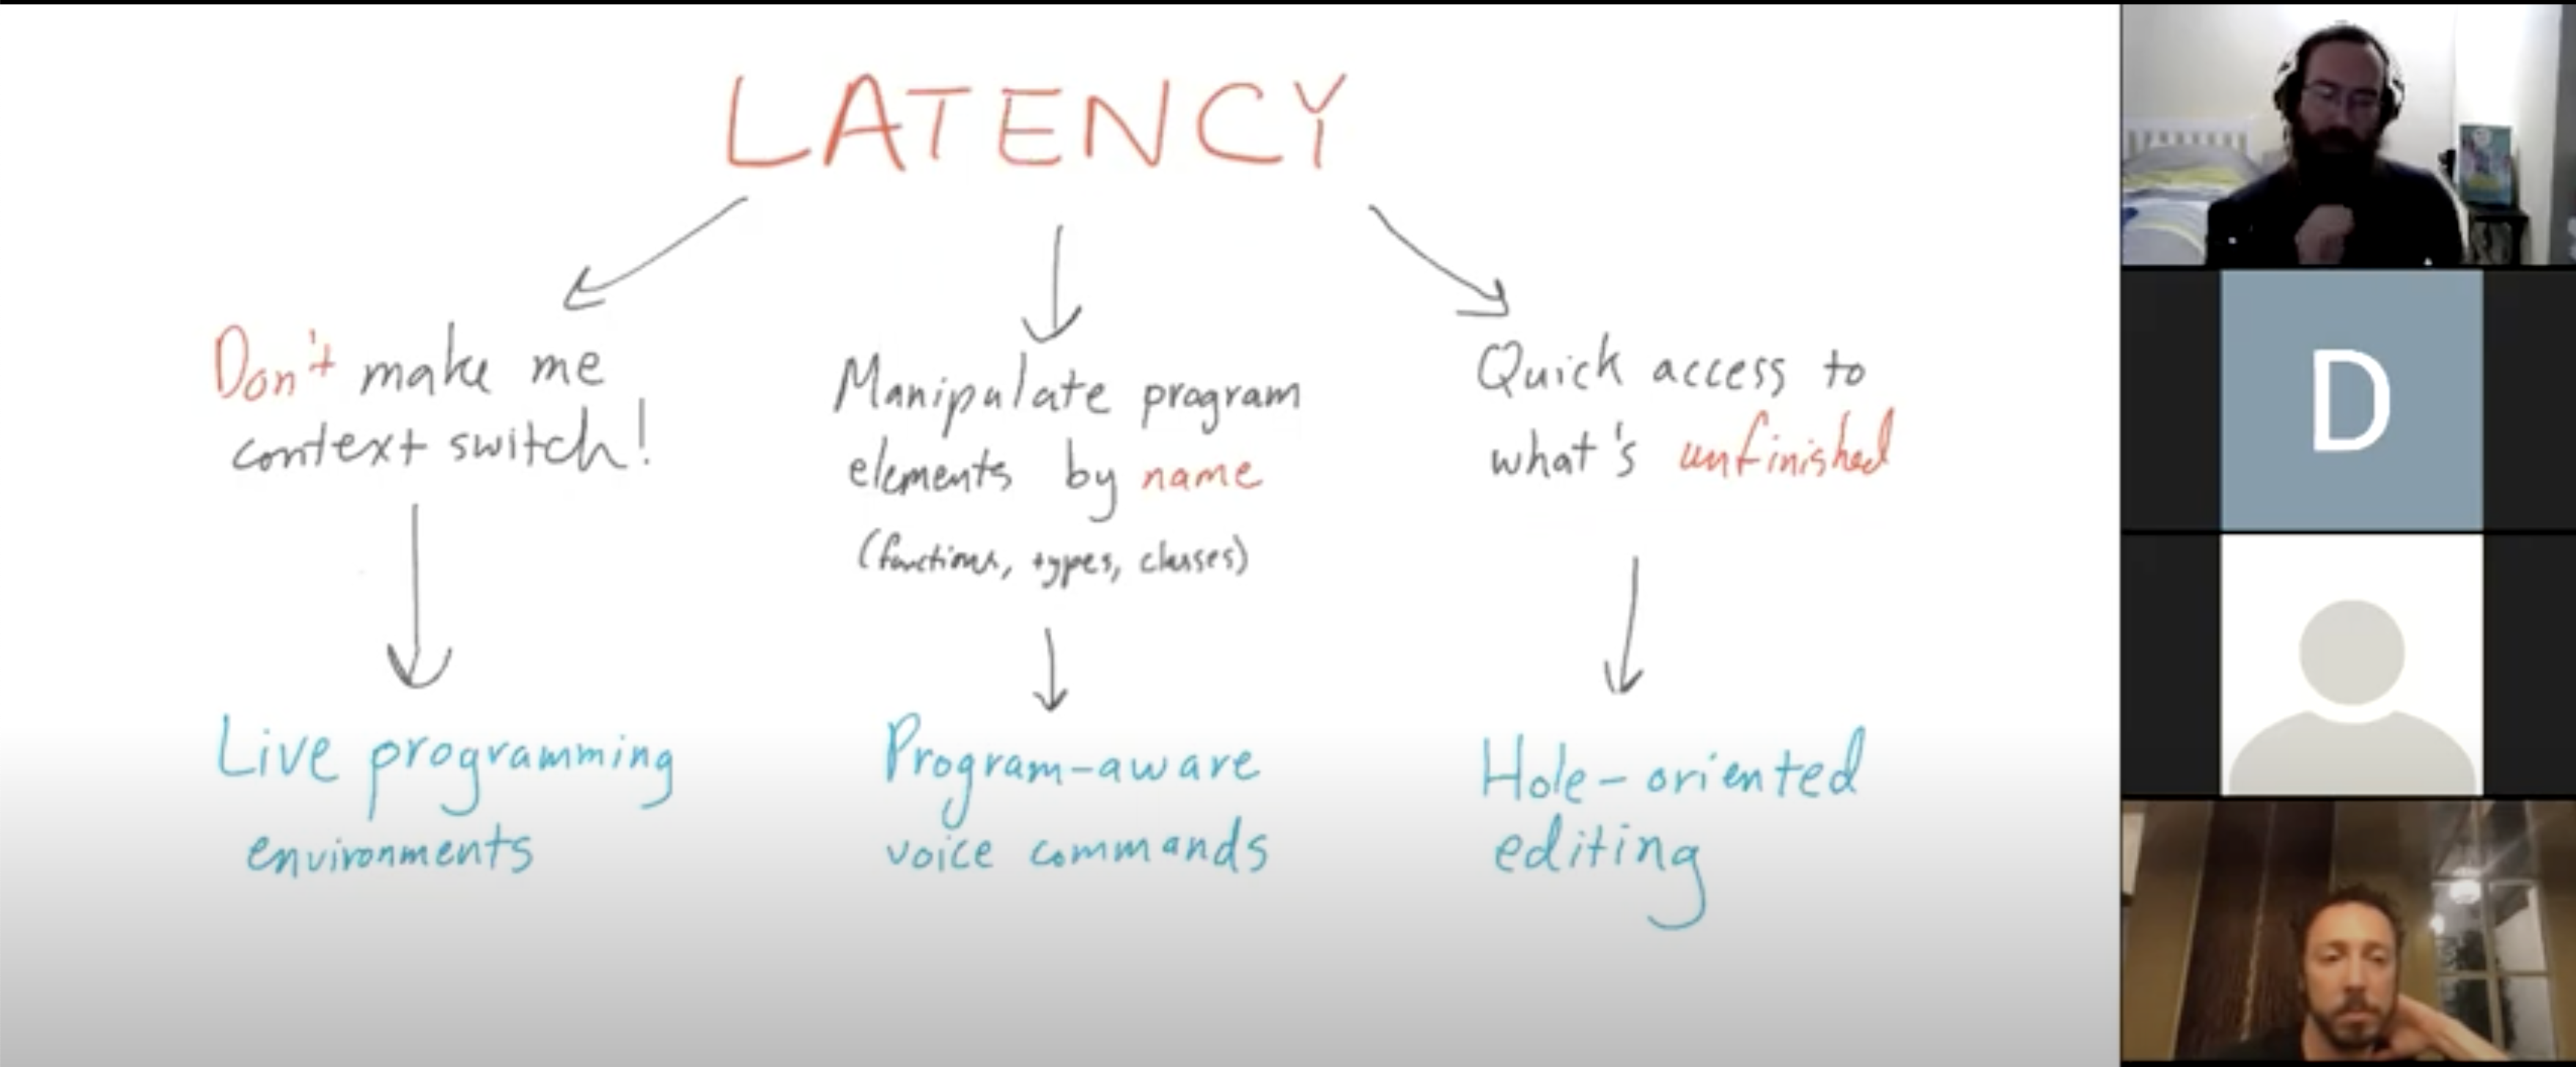 LATENCY
Don't make me
context switch!
Manipulate program
elements by name
(functions, types, classes)
Quick access to
what's unfinished
Live programming
environments
Program-aware
voice commands
Hole-oriented
editing
D